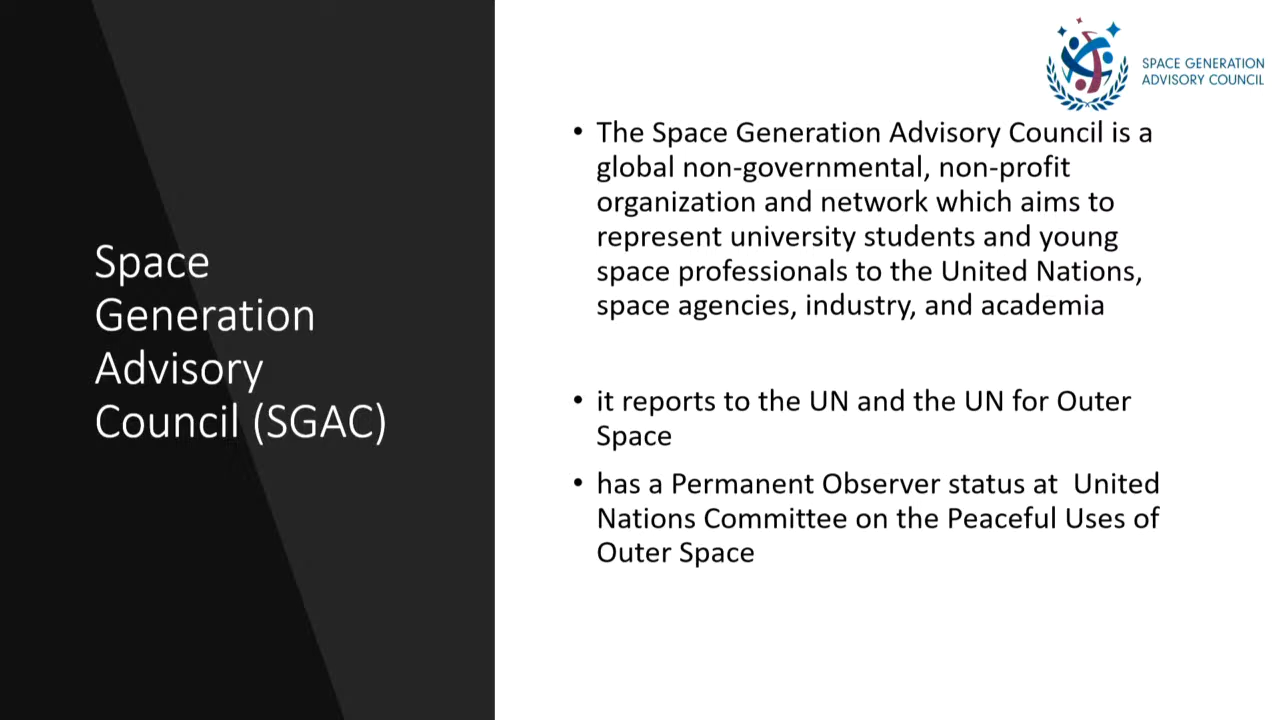 Space
Generation
Advisory
Council (SGAC)
SPACE GENERATION
ADVISORY COUNCIL
• The Space Generation Advisory Council is a
global non-governmental, non-profit
organization and network which aims to
represent university students and young
space professionals to the United Nations,
space agencies, industry, and academia
• it reports to the UN and the UN for Outer
Space
• has a Permanent Observer status at  United
Nations Committee on the Peaceful Uses of
Outer Space